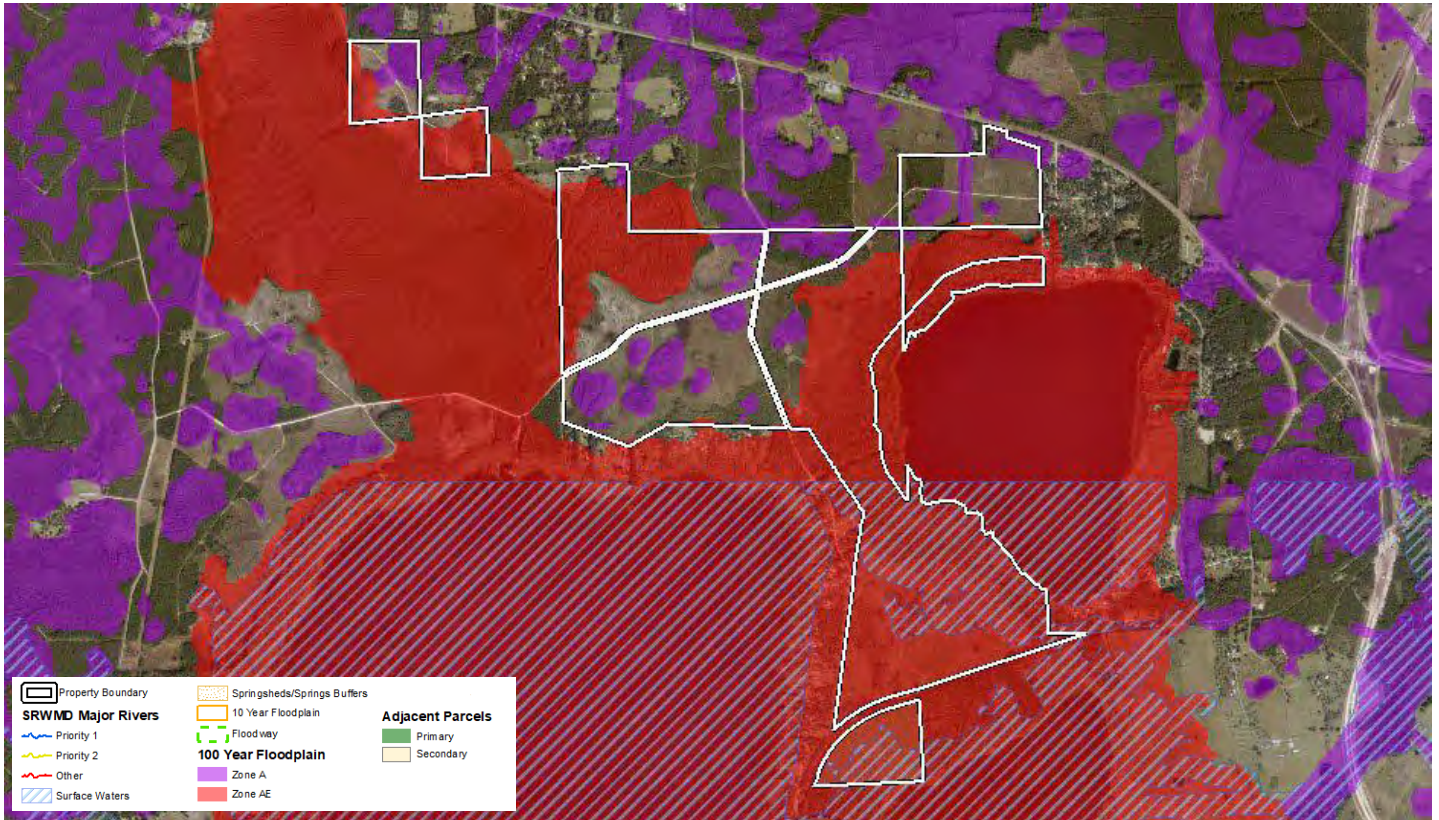 Property Boundary
SRWMD Major Rivers
Priority 1
Priority 2
Other
Surface Waters
Springsheds/Springs Buffers
10 Year Floodplain
Floodway
100 Year Floodplain
Zone A
Zone AE
Adjacent Parcels
Primary
Secondary